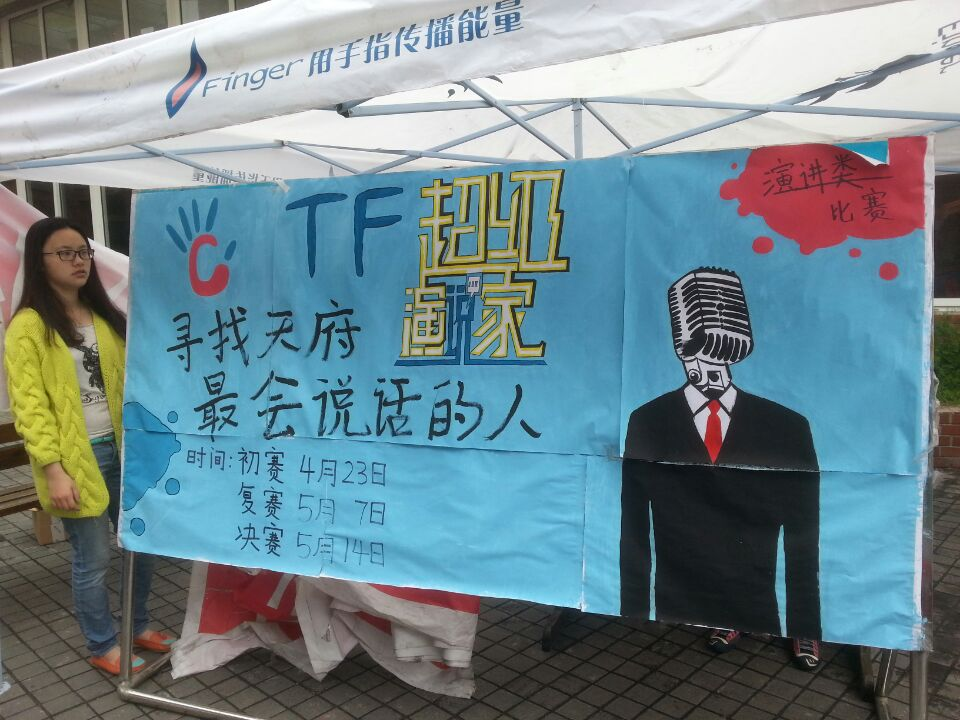 Finger 用手指传播能量
TF 超级
演说家
演讲类
比赛
C
寻找天府
最会说话的人
时间: 初赛 4月23日
复赛 5月 7日
决赛 5月14日